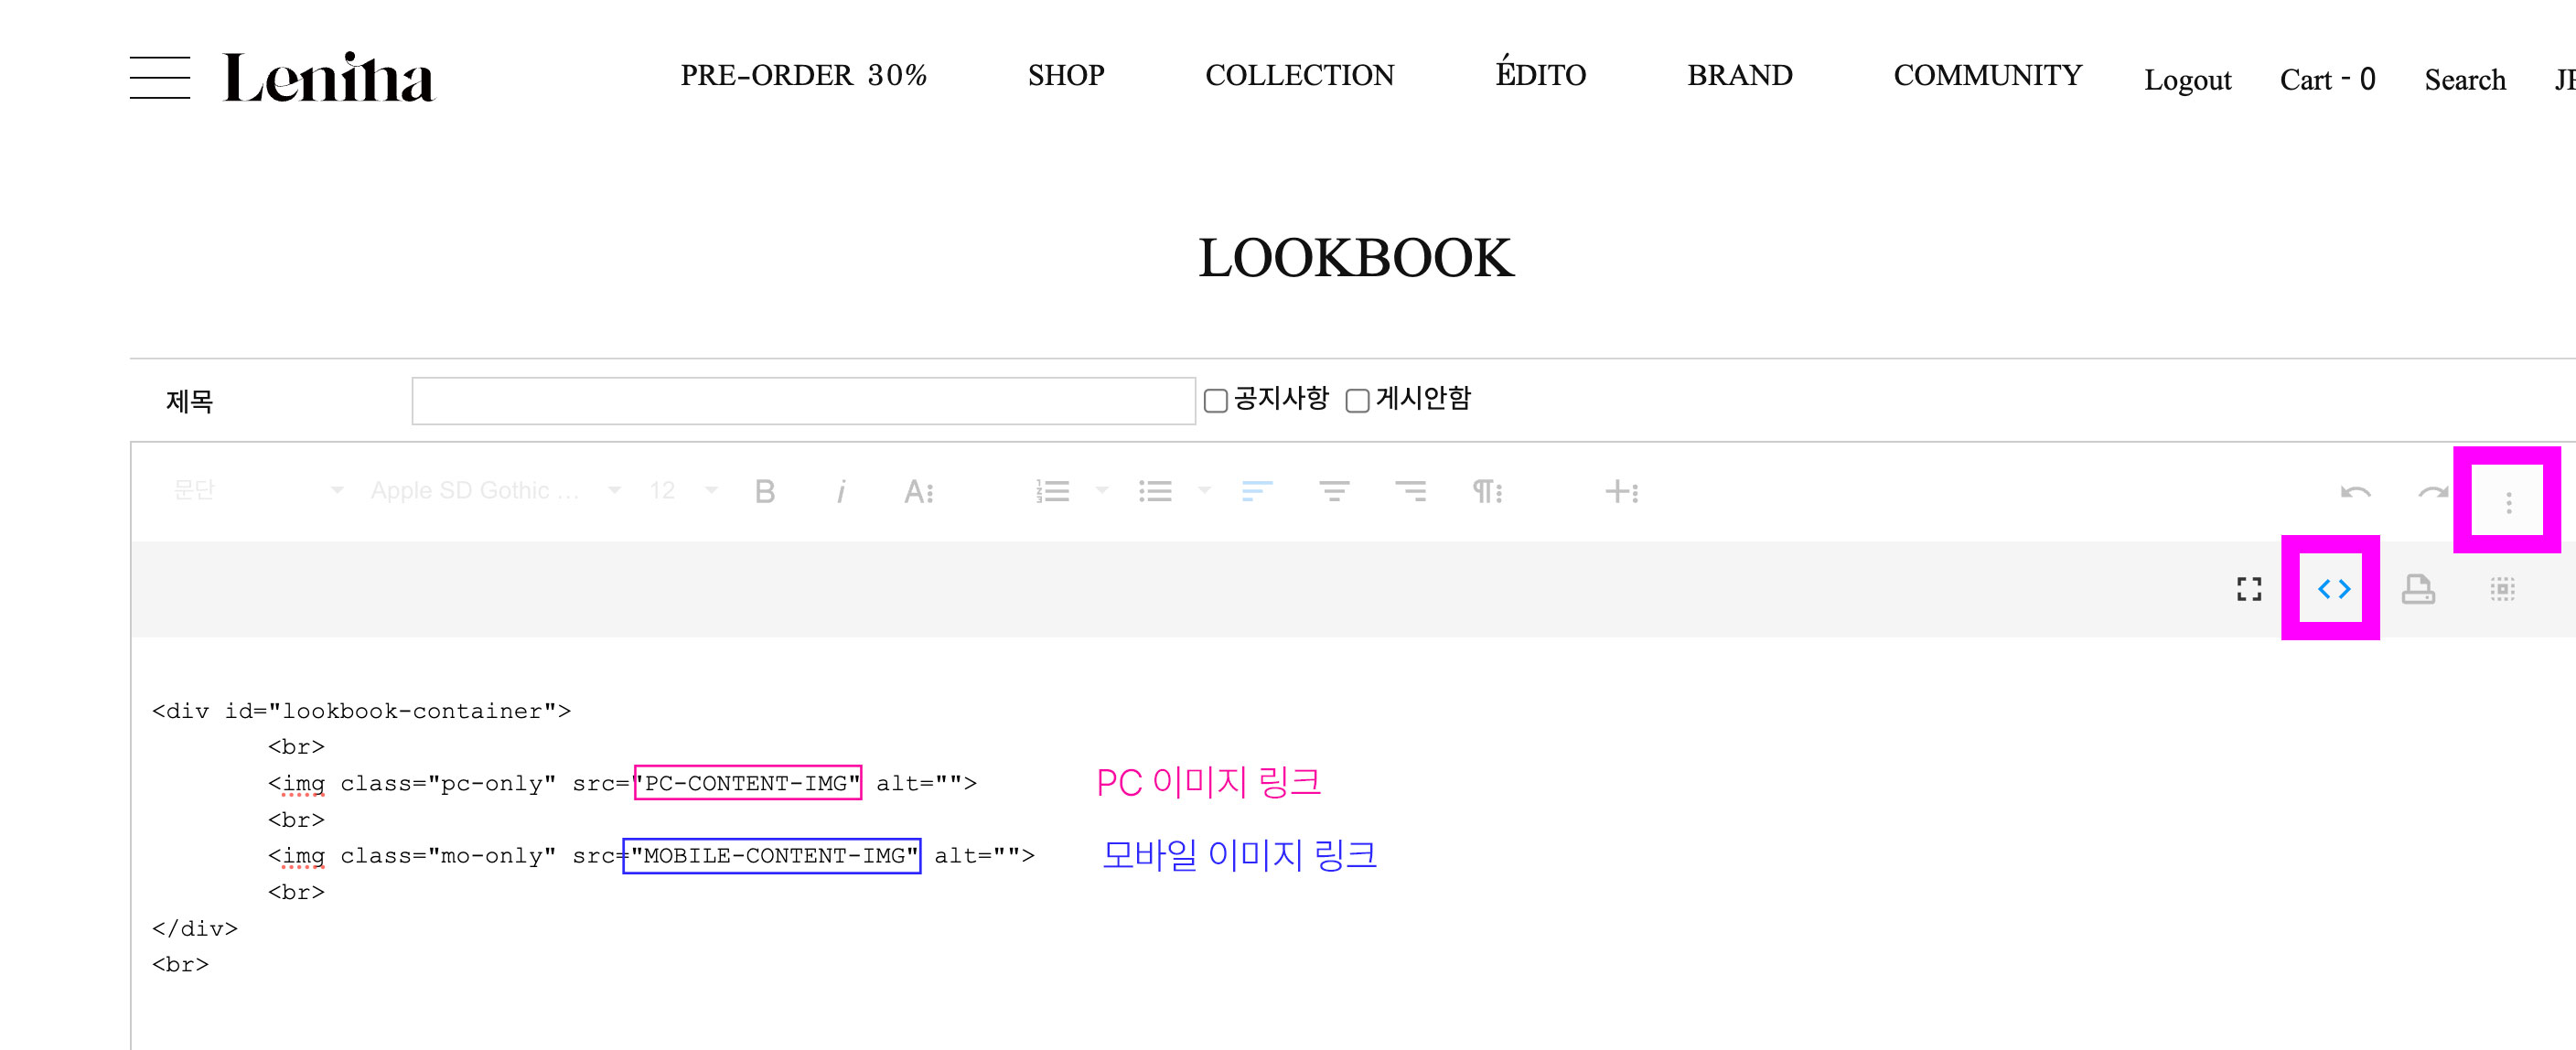 Leniha
PRE-ORDER 30% SHOP COLLECTION ÉDITO BRAND COMMUNITY Logout Cart - 0 Search
LOOKBOOK
제목 공지사항 게시안함
문단 Apple SD Gothic ... 12
<div id="lookbook-container">
<br>
<img class="pc-only" src="PC-CONTENT-IMG" alt=""> PC 이미지 링크
<br>
<img class="mo-only" src="MOBILE-CONTENT-IMG" alt=""> 모바일 이미지 링크
<br>
</div>
<br>